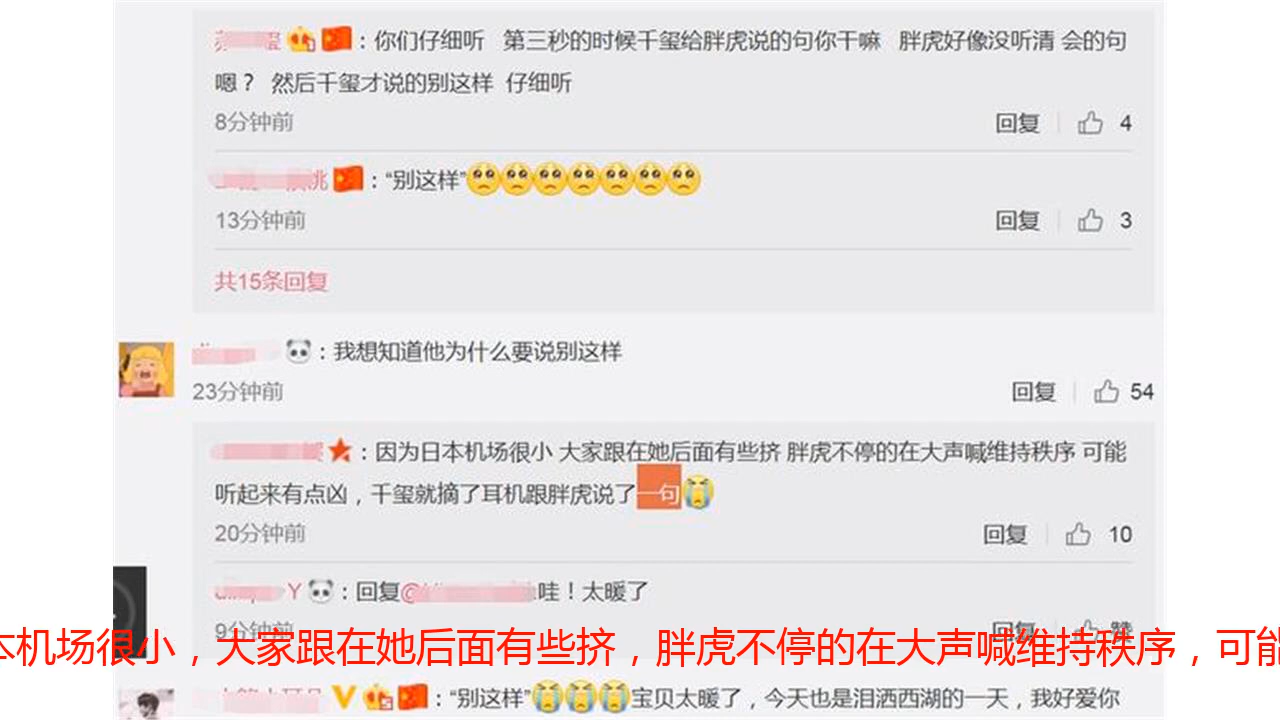 ：你们仔细听 第三秒的时候千玺给胖虎说的句你干嘛 胖虎好像没听清 会的句
嗯？ 然后千玺才说的别这样 仔细听
8分钟前 回复 4
：“别这样”
13分钟前 回复 3
共15条回复
：我想知道他为什么要说别这样
23分钟前 回复 54
：因为日本机场很小 大家跟在她后面有些挤 胖虎不停的在大声喊维持秩序 可能
听起来有点凶，千玺就摘了耳机跟胖虎说了一句
20分钟前 回复 10
Y：回复@ 哇！太暖了
9分钟前 回复 赞
本机场很小，大家跟在她后面有些挤，胖虎不停的在大声喊维持秩序，可能
：“别这样” 宝贝太暖了，今天也是泪洒西湖的一天，我好爱你